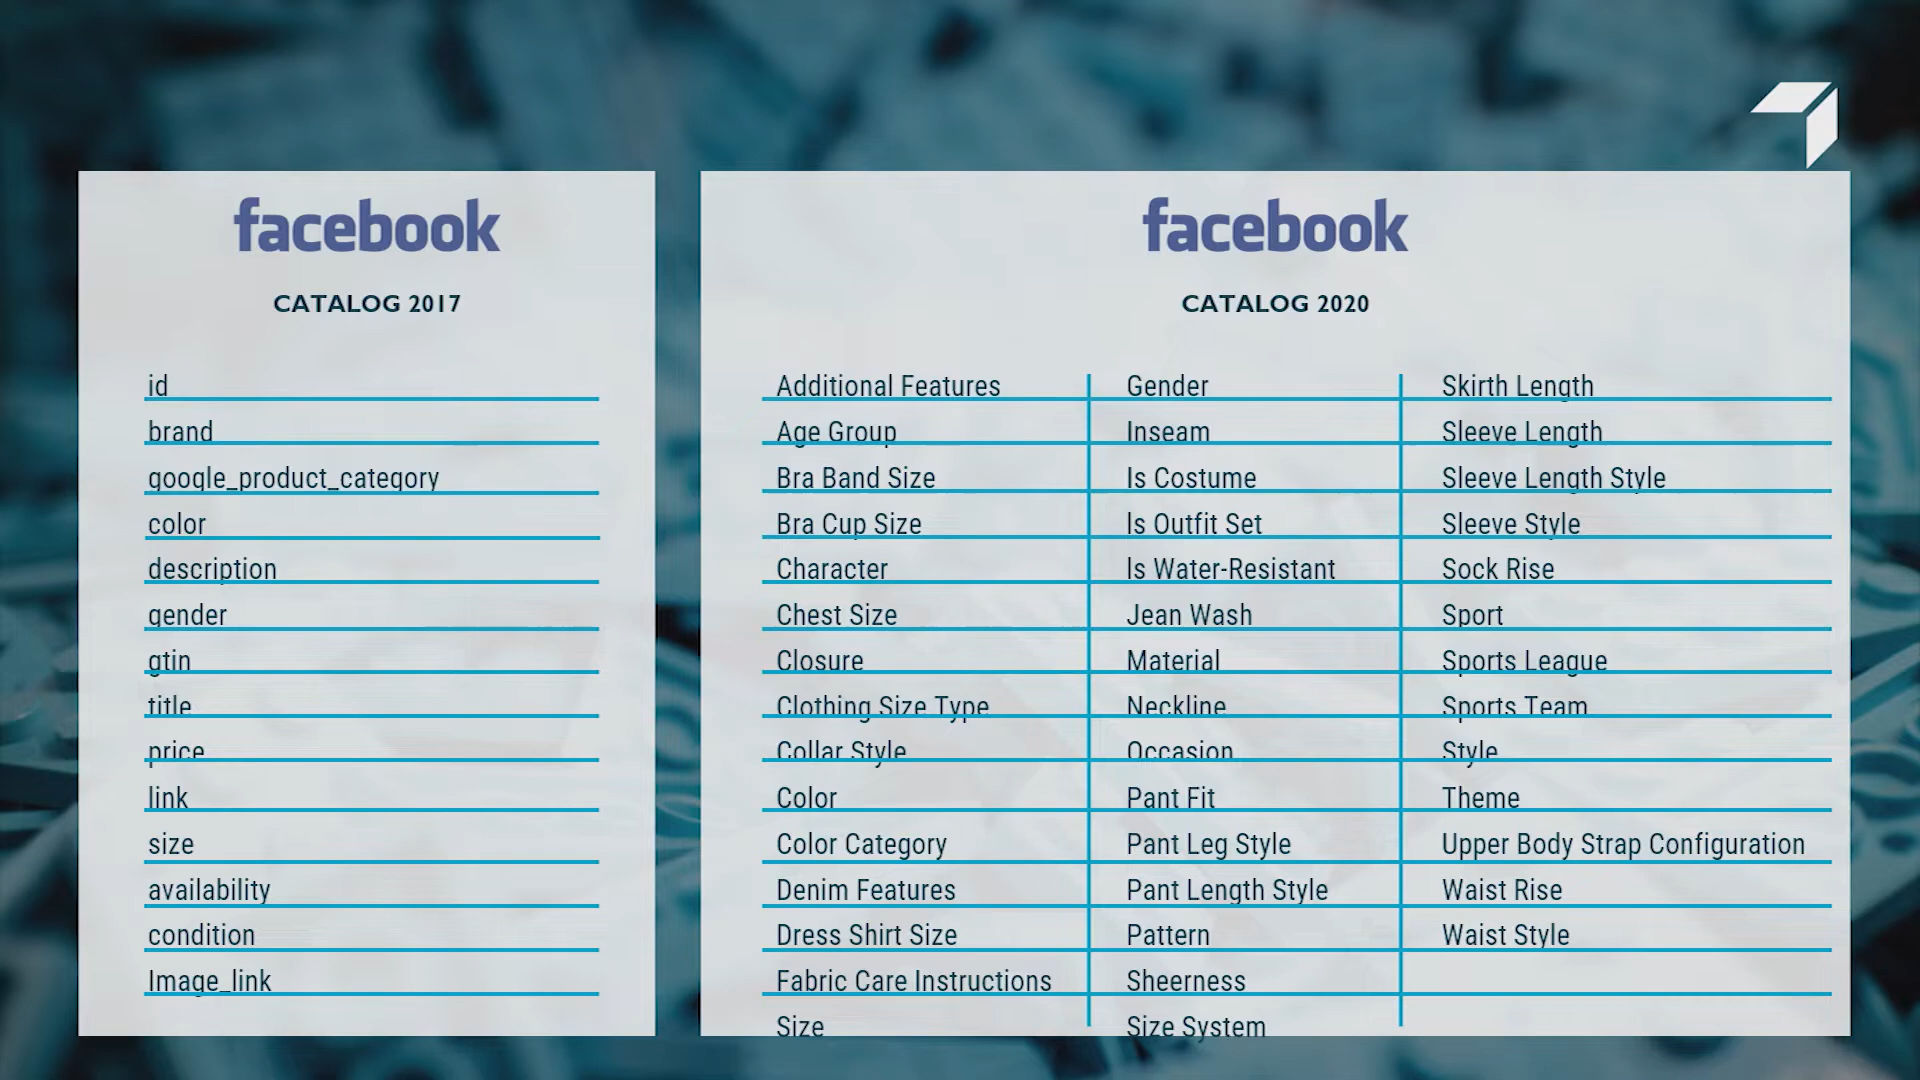 facebook
CATALOG 2017
id
brand
google_product_category
color
description
gender
gtin
title
price
link
size
availability
condition
Image_link
facebook
CATALOG 2020
Additional Features
Age Group
Bra Band Size
Bra Cup Size
Character
Chest Size
Closure
Clothing Size Type
Collar Style
Color
Color Category
Denim Features
Dress Shirt Size
Fabric Care Instructions
Size
Gender
Inseam
Is Costume
Is Outfit Set
Is Water-Resistant
Jean Wash
Material
Neckline
Occasion
Pant Fit
Pant Leg Style
Pant Length Style
Pattern
Sheerness
Size System
Skirth Length
Sleeve Length
Sleeve Length Style
Sleeve Style
Sock Rise
Sport
Sports League
Sports Team
Style
Theme
Upper Body Strap Configuration
Waist Rise
Waist Style